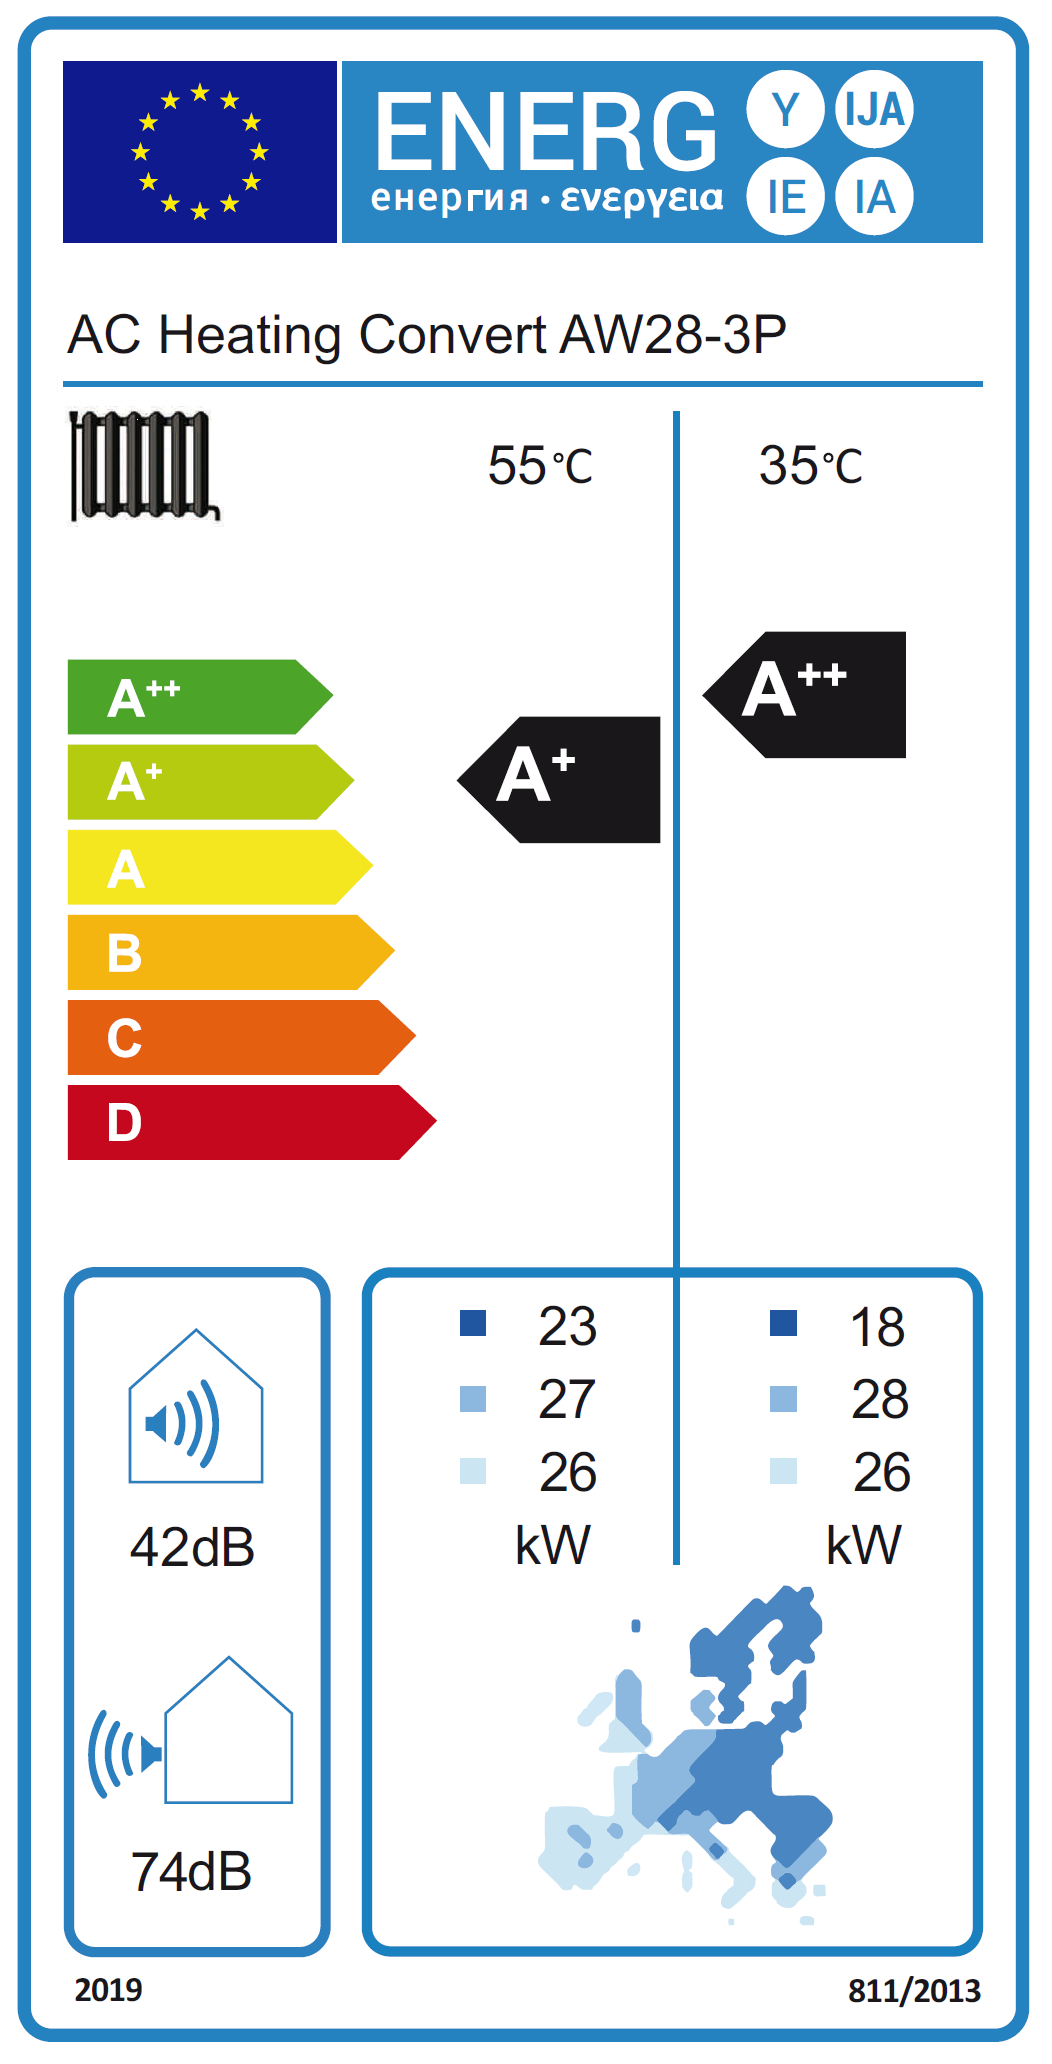 ENERG Y IJA
енергия · ενεργεια IE IA
AC Heating Convert AW28-3P
55°C 35°C
A++
A++
A+
A+
A
B
C
D
23 18
27 28
26 26
kW kW
42dB
74dB
2019 811/2013